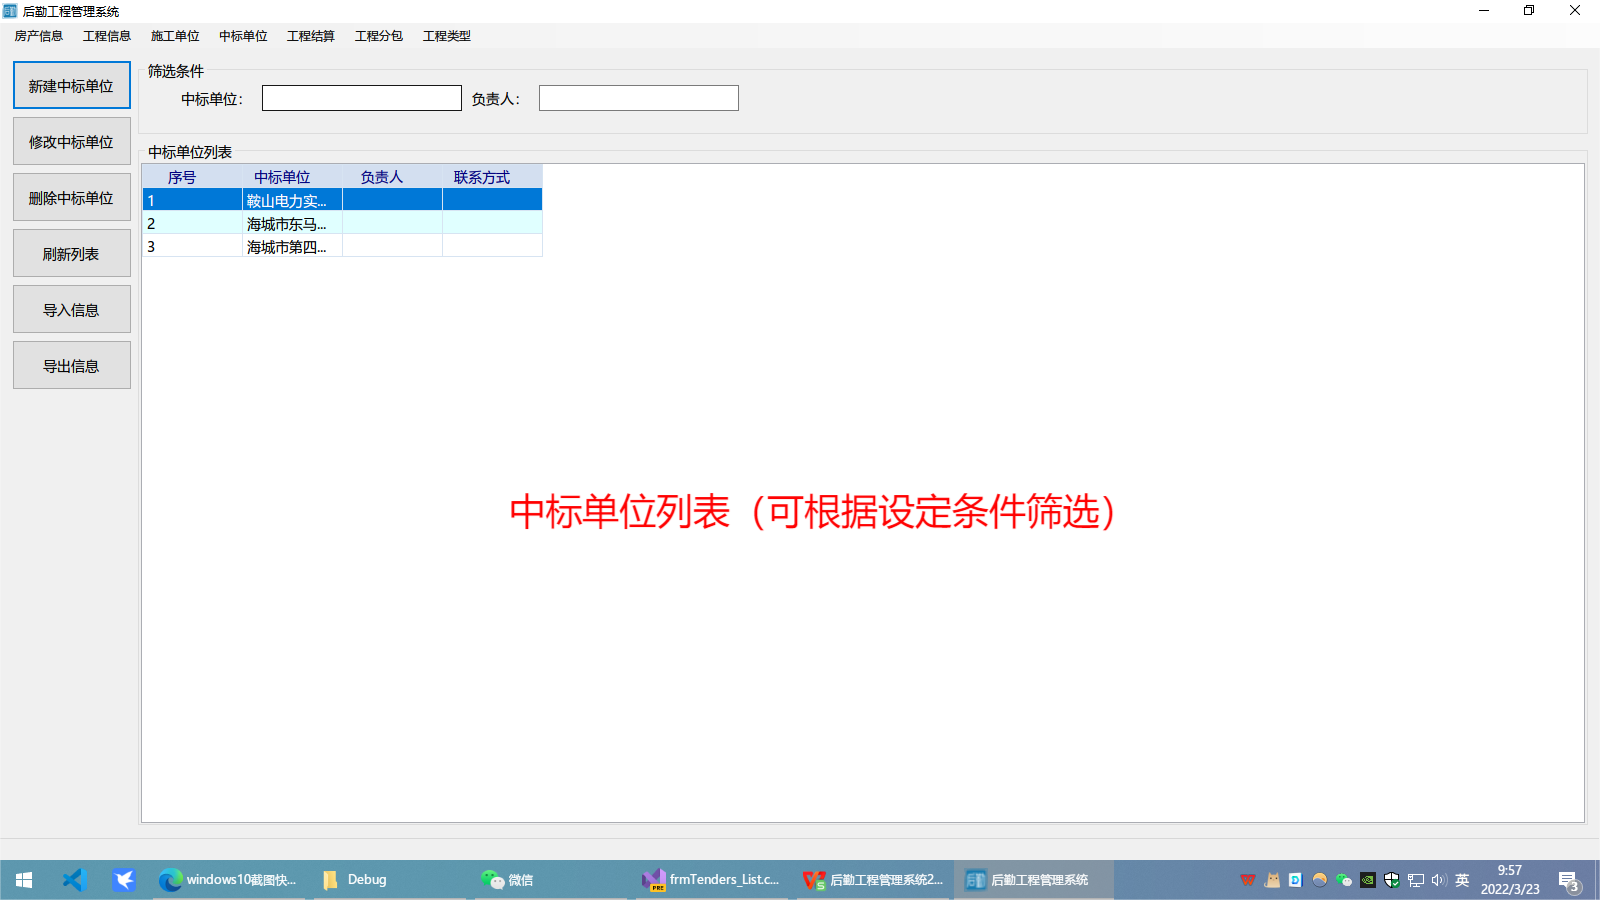 后勤工程管理系统
房产信息 工程信息 施工单位 中标单位 工程结算 工程分包 工程类型
新建中标单位
修改中标单位
删除中标单位
刷新列表
导入信息
导出信息
筛选条件
中标单位： 负责人：
中标单位列表
序号 中标单位 负责人 联系方式
1 鞍山电力实...
2 海城市东马...
3 海城市第四...
中标单位列表（可根据设定条件筛选）
windows10截图快... Debug 微信 frmTenders_List.c... 后勤工程管理系统2... 后勤工程管理系统
英
9:57
2022/3/23
3